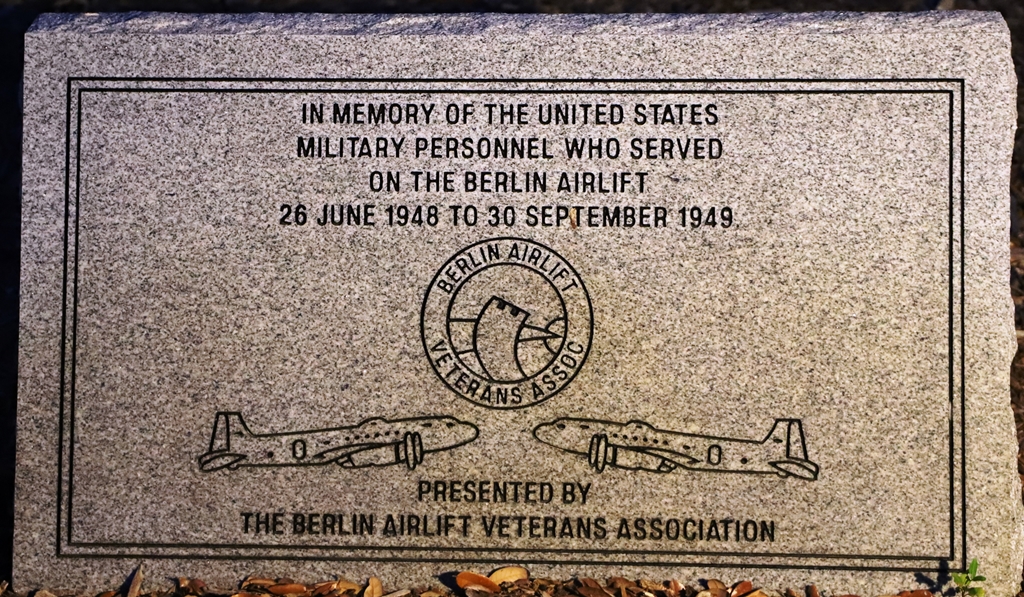 IN MEMORY OF THE UNITED STATES
MILITARY PERSONNEL WHO SERVED
ON THE BERLIN AIRLIFT
26 JUNE 1948 TO 30 SEPTEMBER 1949
BERLIN AIRLIFT
VETERANS ASSOC
PRESENTED BY
THE BERLIN AIRLIFT VETERANS ASSOCIATION